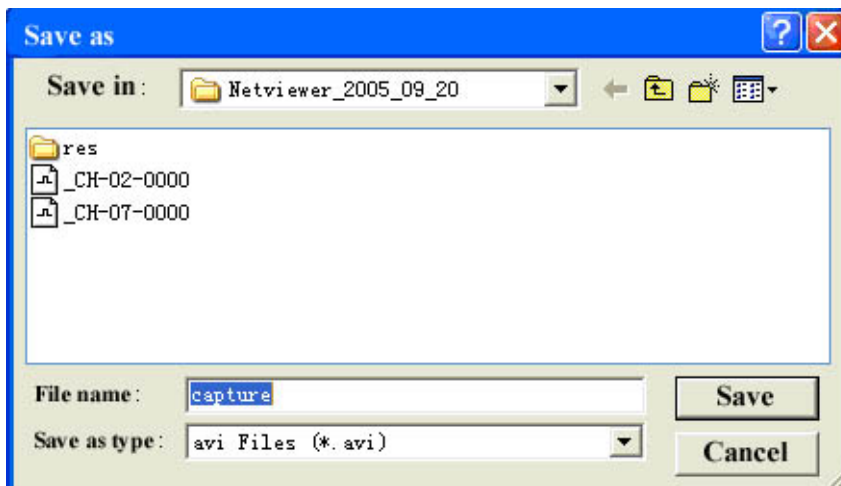 Save as
Save in: Netviewer_2005_09_20
res
_CH-02-0000
_CH-07-0000
File name: capture
Save
Save as type: avi Files (*.avi)
Cancel